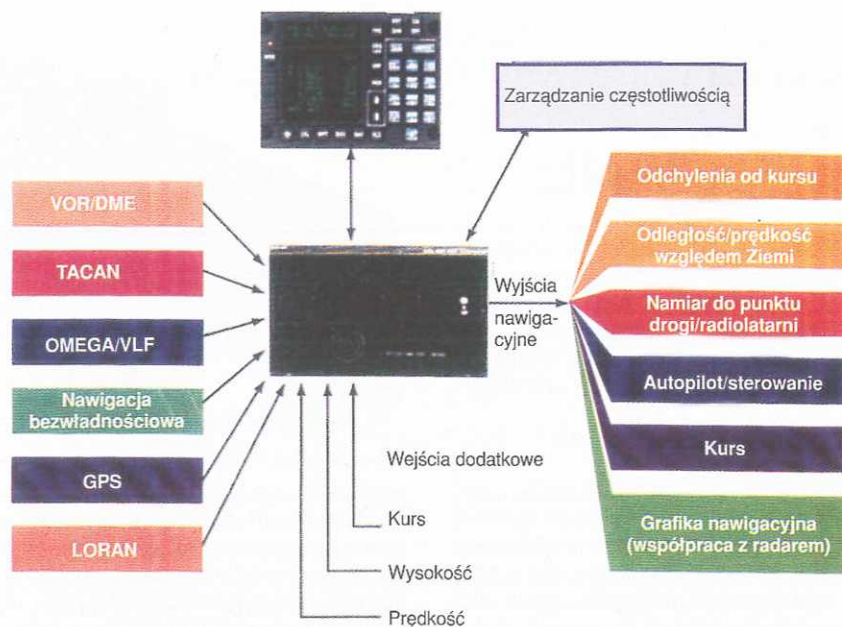 Zarządzanie częstotliwością
VOR/DME
TACAN
OMEGA/VLF
Nawigacja
bezwładnościowa
GPS
LORAN
Wyjścia
nawiga-
cyjne
Wejścia dodatkowe
Kurs
Wysokość
Prędkość
Odchylenia od kursu
Odległość/prędkość
względem Ziemi
Namiar do punktu
drogi/radiolatarni
Autopilot/sterowanie
Kurs
Grafika nawigacyjna
(współpraca z radarem)